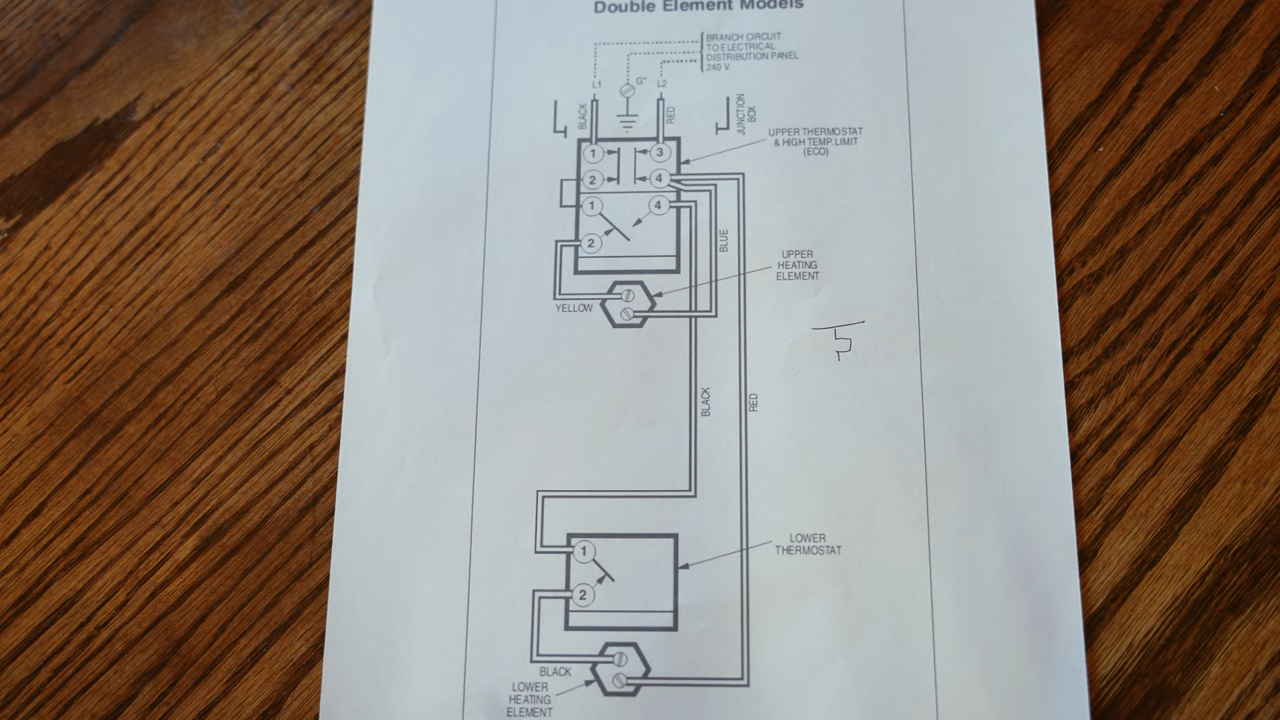 Double Element Models
BRANCH CIRCUIT
TO ELECTRICAL
DISTRIBUTION PANEL
240 V.
L1
G*
L2
BLACK
RED
JUNCTION
BOX
UPPER THERMOSTAT
& HIGH TEMP. LIMIT
(ECO)
1
3
2
4
1
4
2
BLUE
UPPER
HEATING
ELEMENT
YELLOW
BLACK
RED
1
2
LOWER
THERMOSTAT
BLACK
LOWER
HEATING
ELEMENT